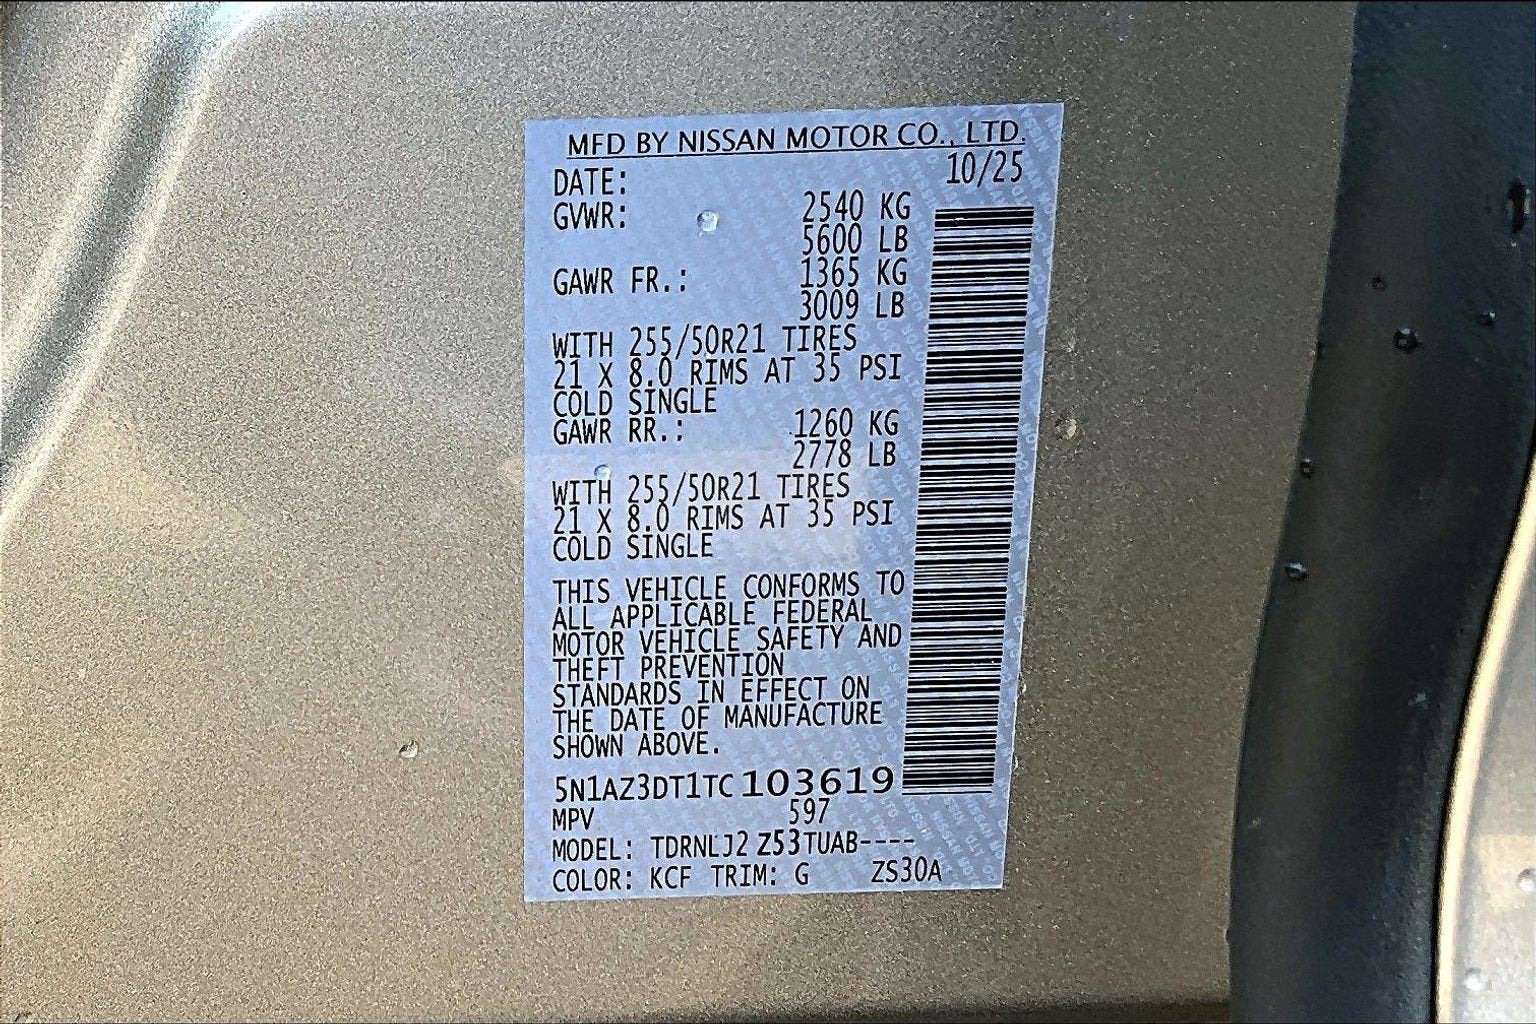 MFD BY NISSAN MOTOR CO., LTD.
DATE: 10/25
GVWR: 2540 KG
5600 LB
GAWR FR.: 1365 KG
3009 LB
WITH 255/50R21 TIRES
21 X 8.0 RIMS AT 35 PSI
COLD SINGLE
GAWR RR.: 1260 KG
2778 LB
WITH 255/50R21 TIRES
21 X 8.0 RIMS AT 35 PSI
COLD SINGLE
THIS VEHICLE CONFORMS TO
ALL APPLICABLE FEDERAL
MOTOR VEHICLE SAFETY AND
THEFT PREVENTION
STANDARDS IN EFFECT ON
THE DATE OF MANUFACTURE
SHOWN ABOVE.
5N1AZ3DT1TC103619
MPV 597
MODEL: TDRNLJ2 Z53TUAB----
COLOR: KCF TRIM: G ZS30A